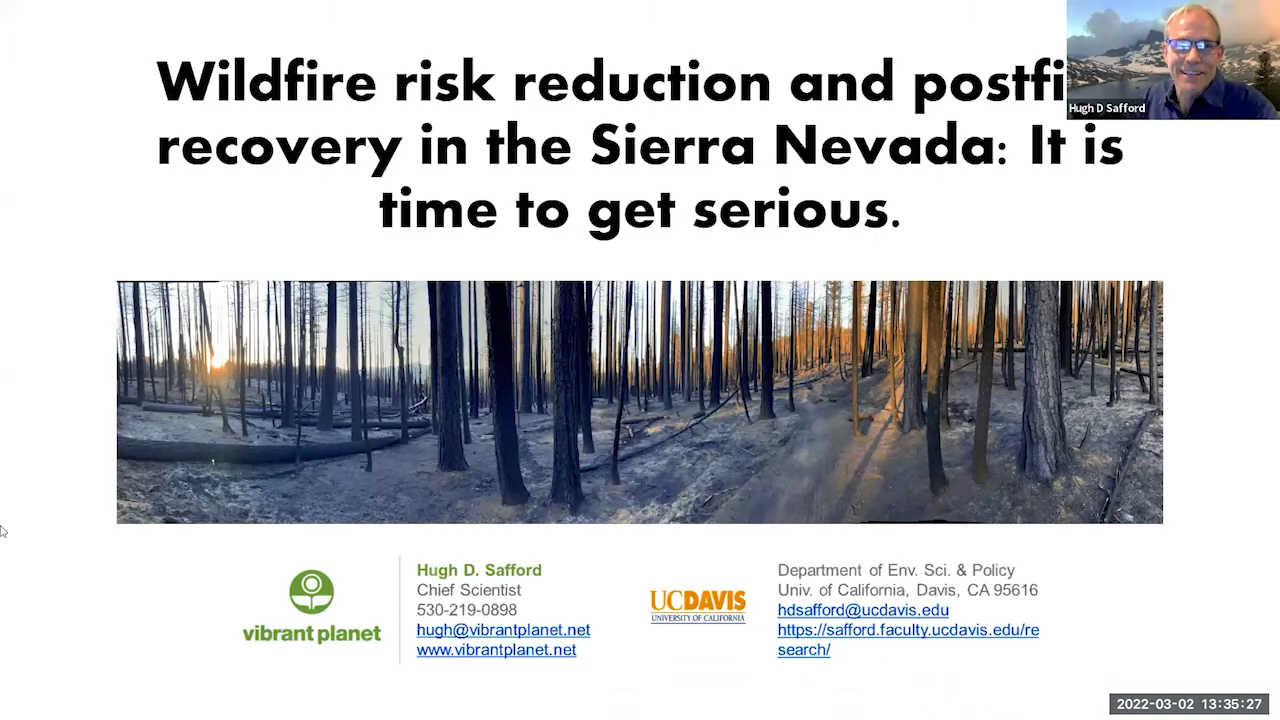 Wildfire risk reduction and postfi
recovery in the Sierra Nevada: It is
time to get serious.
Hugh D Safford
vibrant planet
Hugh D. Safford
Chief Scientist
530-219-0898
hugh@vibrantplanet.net
www.vibrantplanet.net
UCDAVIS
UNIVERSITY OF CALIFORNIA
Department of Env. Sci. & Policy
Univ. of California, Davis, CA 95616
hdsafford@ucdavis.edu
https://safford.faculty.ucdavis.edu/re
search/
2022-03-02 13:35:27